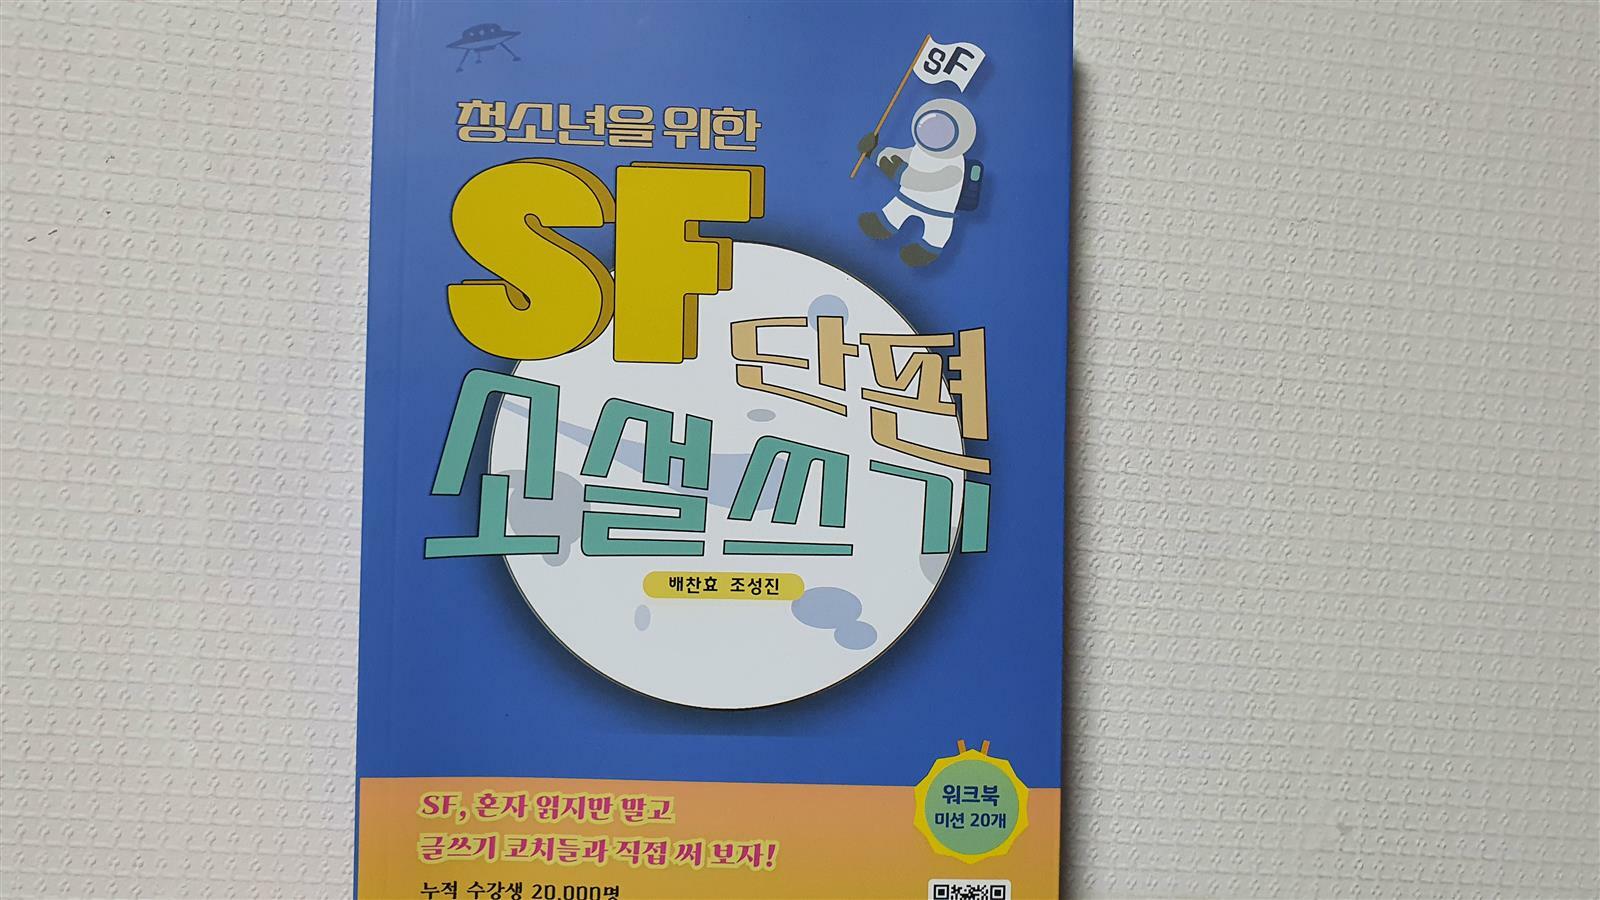 SF
청소년을 위한
SF 단편
소설 쓰기
배찬효 조성진
워크북
미션 20개
SF, 혼자 읽지만 말고
글쓰기 코치들과 직접 써 보자!
누적 수강생 20,000명